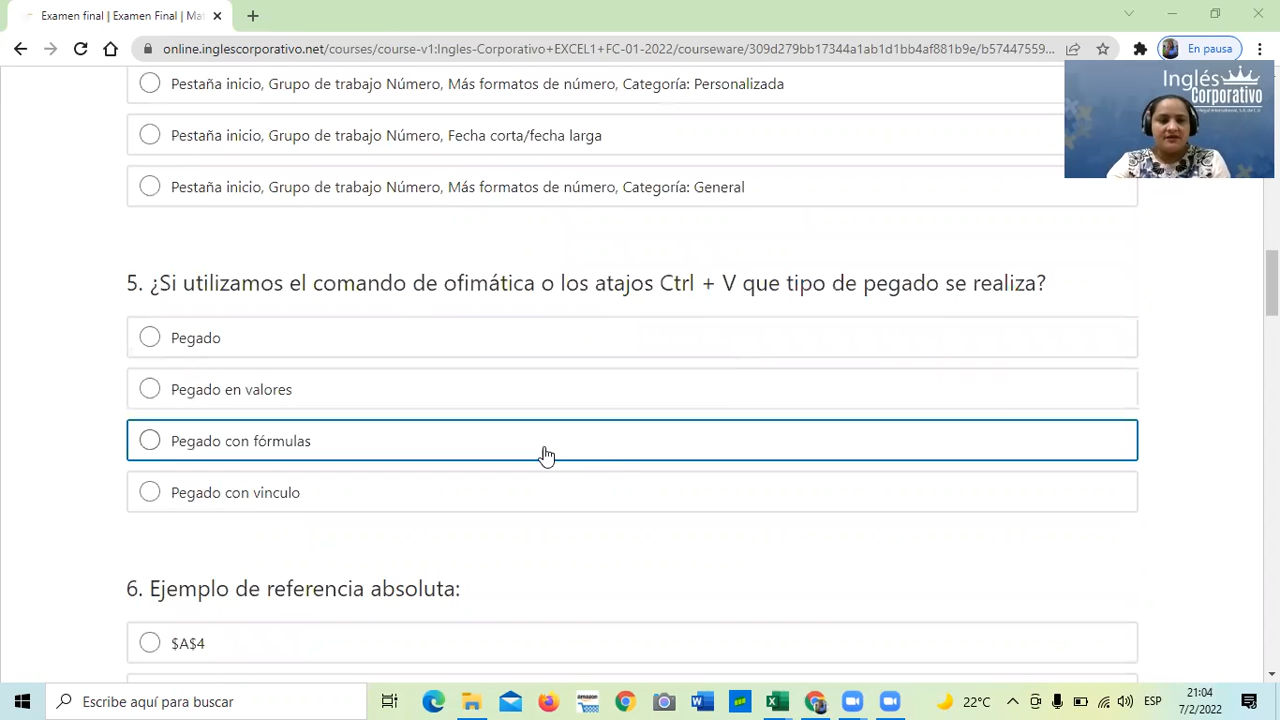 Examen final | Examen Final | Ma
online.inglescorporativo.net/courses/course-v1:Ingles-Corporativo+EXCEL1+FC-01-2022/courseware/309d279bb17344a1ab1d1bb4af881b9e/b57447559...
En pausa
Inglés
Corporativo
Pestaña inicio, Grupo de trabajo Número, Más formatos de número, Categoría: Personalizada
Pestaña inicio, Grupo de trabajo Número, Fecha corta/fecha larga
Pestaña inicio, Grupo de trabajo Número, Más formatos de número, Categoría: General
5. ¿Si utilizamos el comando de ofimática o los atajos Ctrl + V que tipo de pegado se realiza?
Pegado
Pegado en valores
Pegado con fórmulas
Pegado con vinculo
6. Ejemplo de referencia absoluta:
$A$4
Escribe aquí para buscar
amazon
22°C
ESP
21:04
7/2/2022